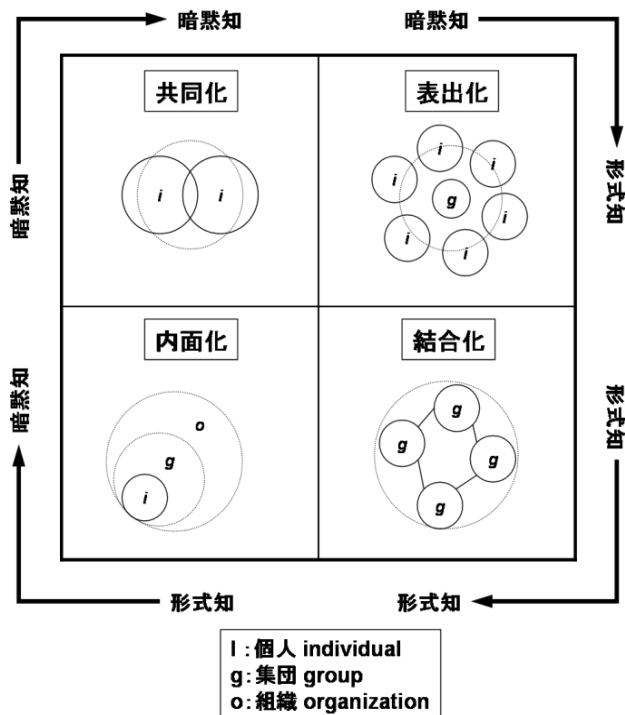 暗黙知
暗黙知
共同化
表出化
暗黙知
i
i
i
i
i
i
i
i
g
形式知
内面化
結合化
暗黙知
o
g
i
g
g
g
g
形式知
形式知
形式知
I：個人 individual
g：集団 group
o：組織 organization